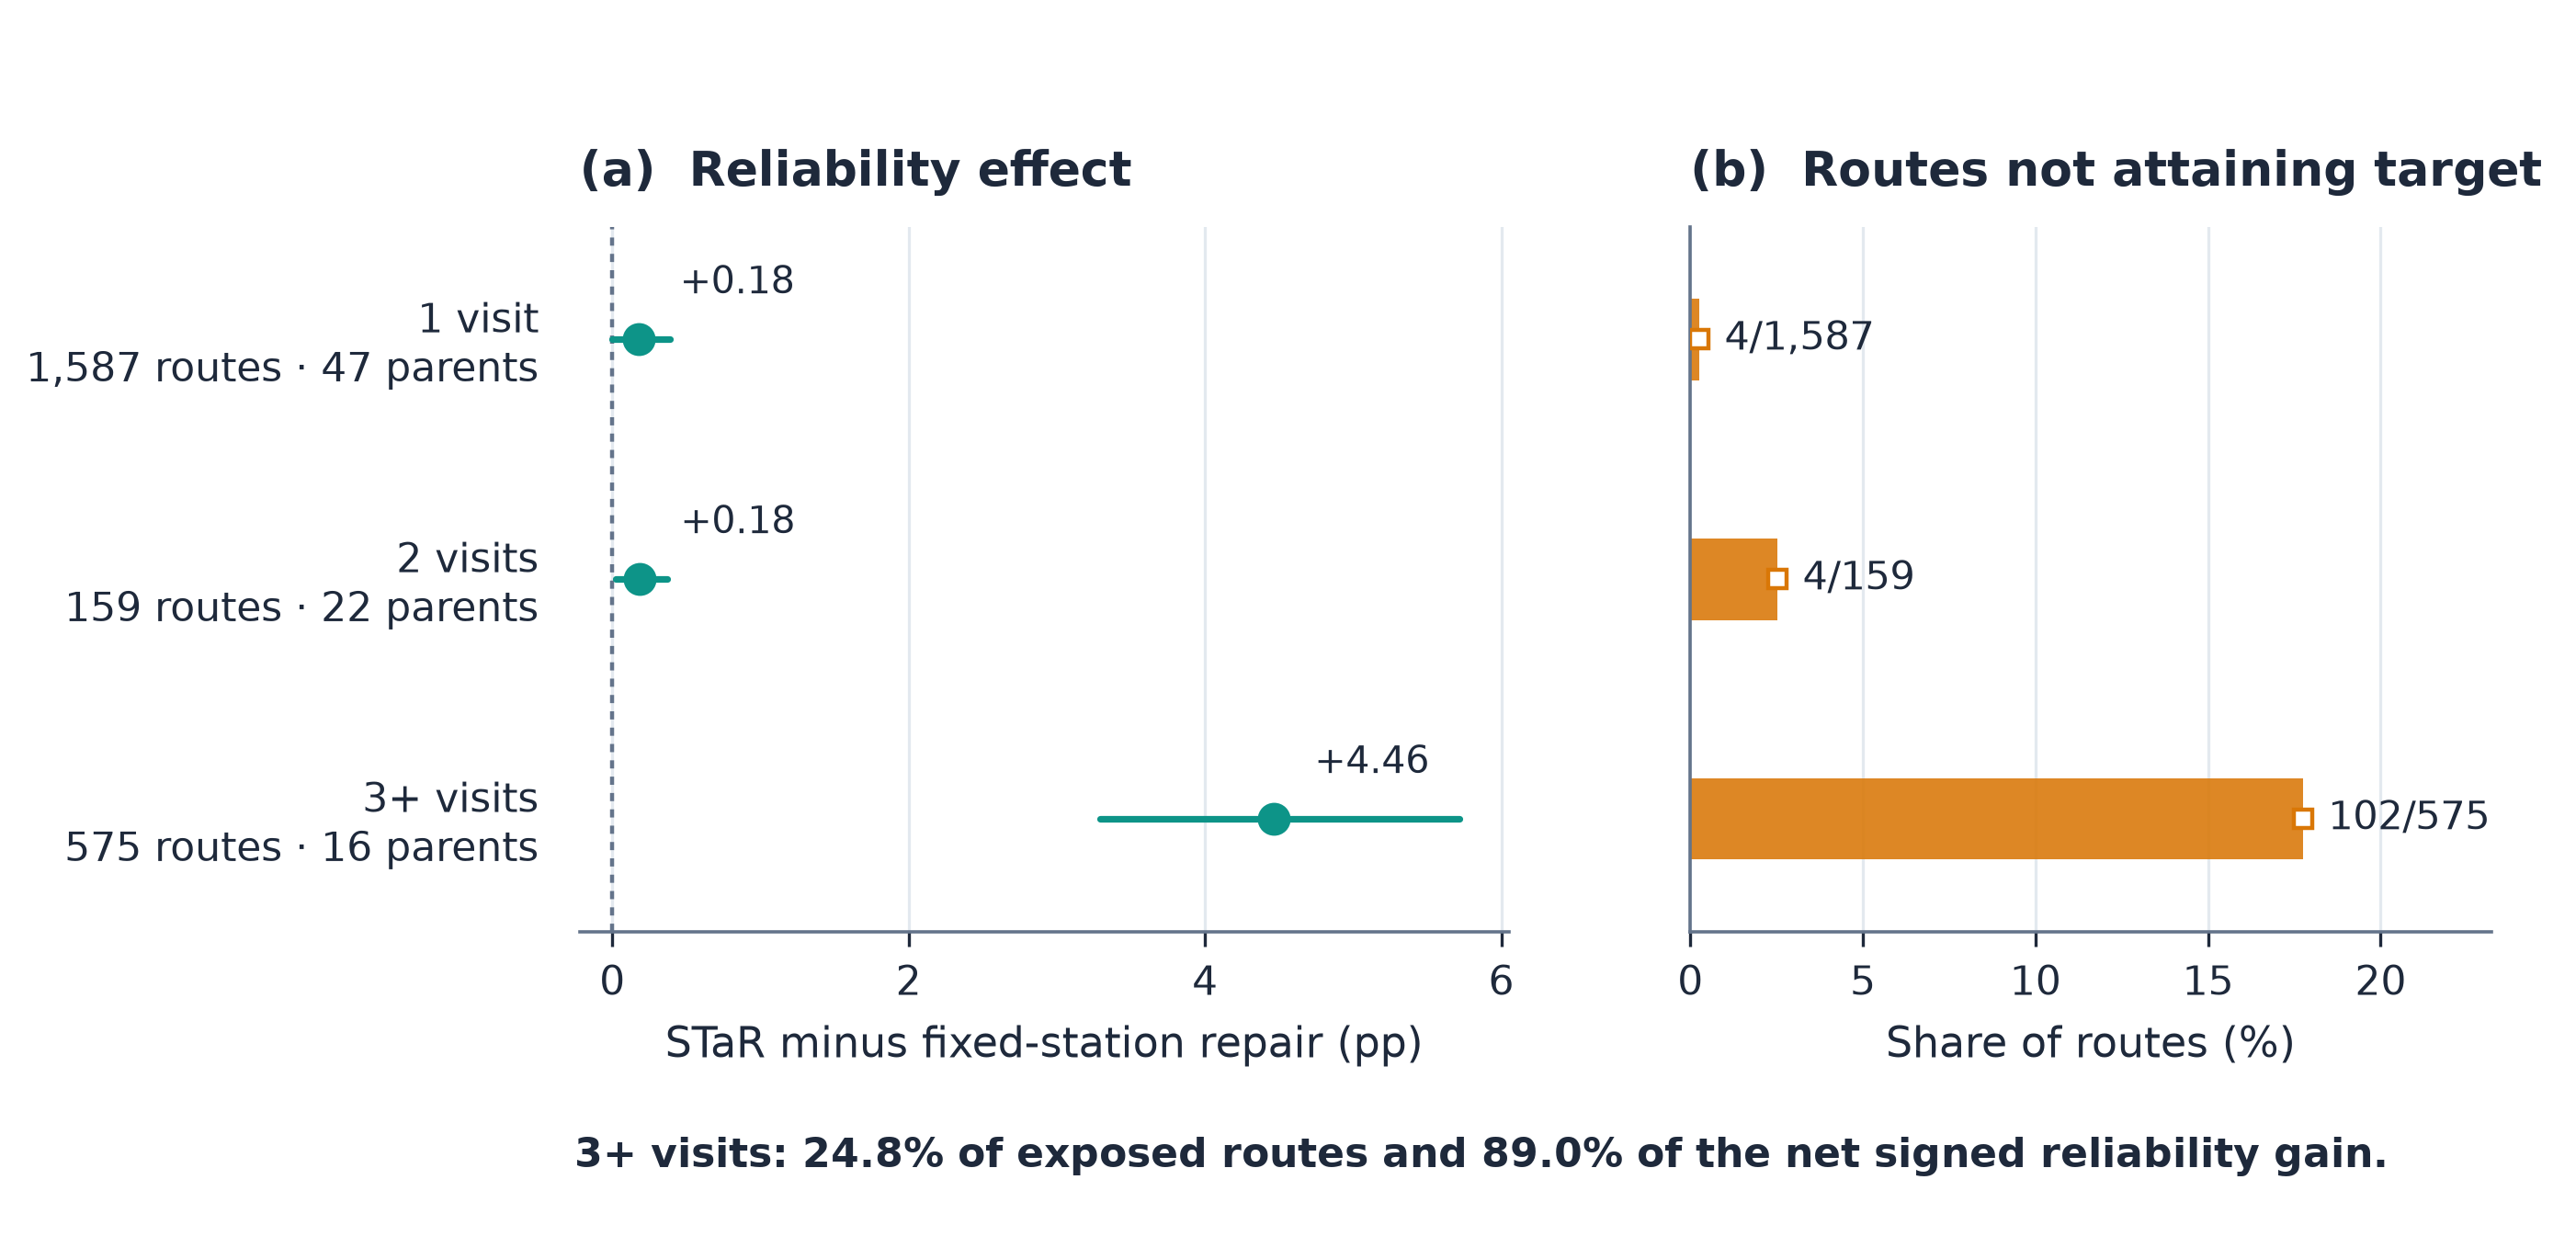 (a)  Reliability effect
(b)  Routes not attaining target
1 visit
1,587 routes · 47 parents
+0.18
4/1,587
2 visits
159 routes · 22 parents
+0.18
4/159
3+ visits
575 routes · 16 parents
+4.46
102/575
0 2 4 6
0 5 10 15 20
STaR minus fixed-station repair (pp)
Share of routes (%)
3+ visits: 24.8% of exposed routes and 89.0% of the net signed reliability gain.